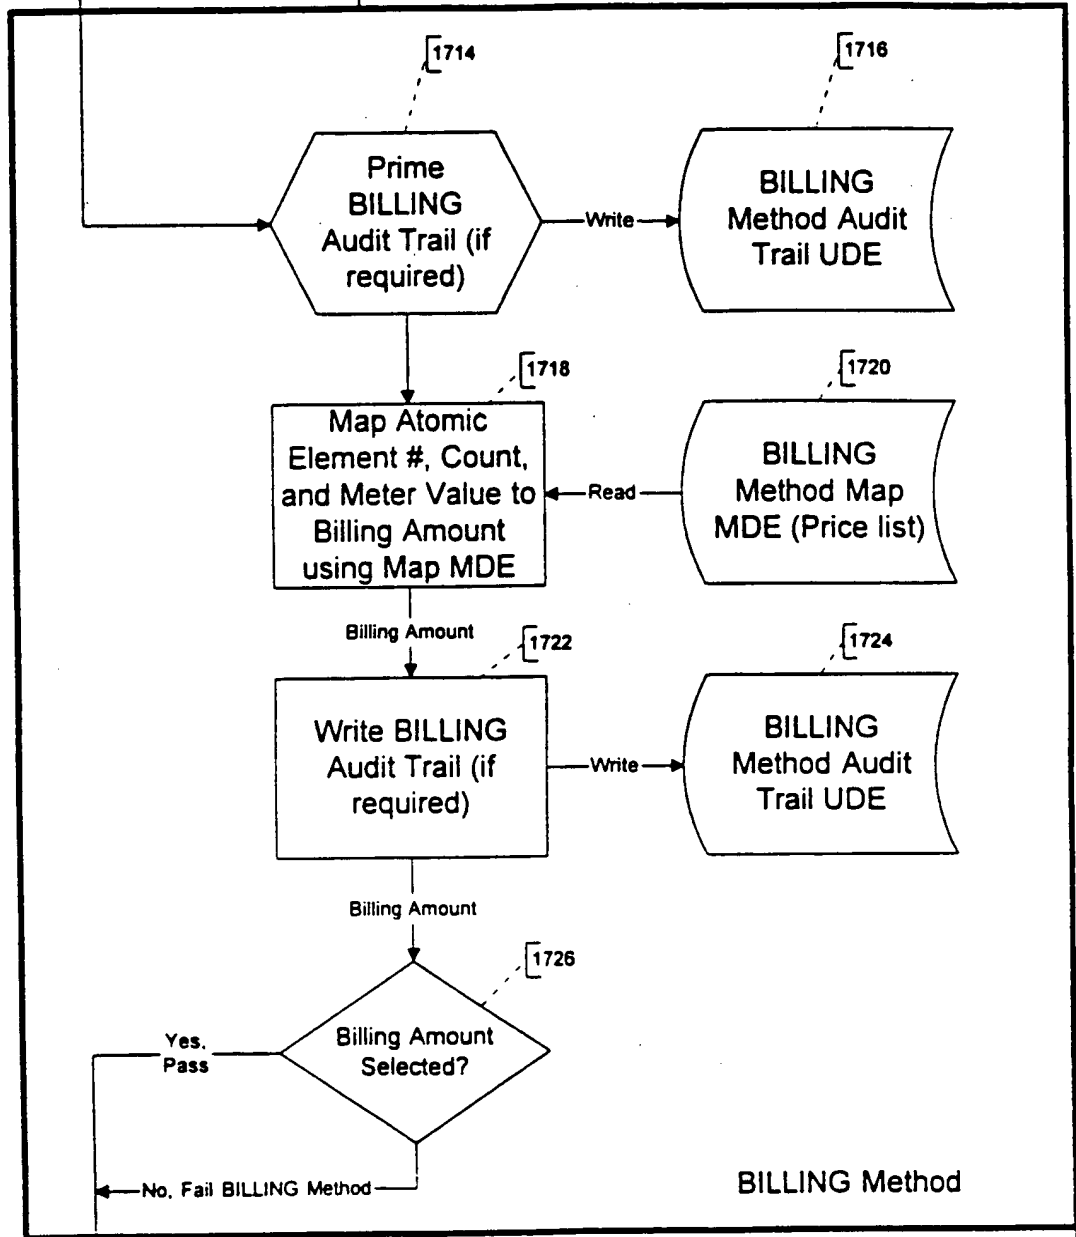 1714
1716
Prime
BILLING
Audit Trail (if
required)
Write
BILLING
Method Audit
Trail UDE
1718
1720
Map Atomic
Element #, Count,
and Meter Value to
Billing Amount
using Map MDE
Read
BILLING
Method Map
MDE (Price list)
Billing Amount
1722
1724
Write BILLING
Audit Trail (if
required)
Write
BILLING
Method Audit
Trail UDE
Billing Amount
1726
Billing Amount
Selected?
Yes,
Pass
No, Fail BILLING Method
BILLING Method